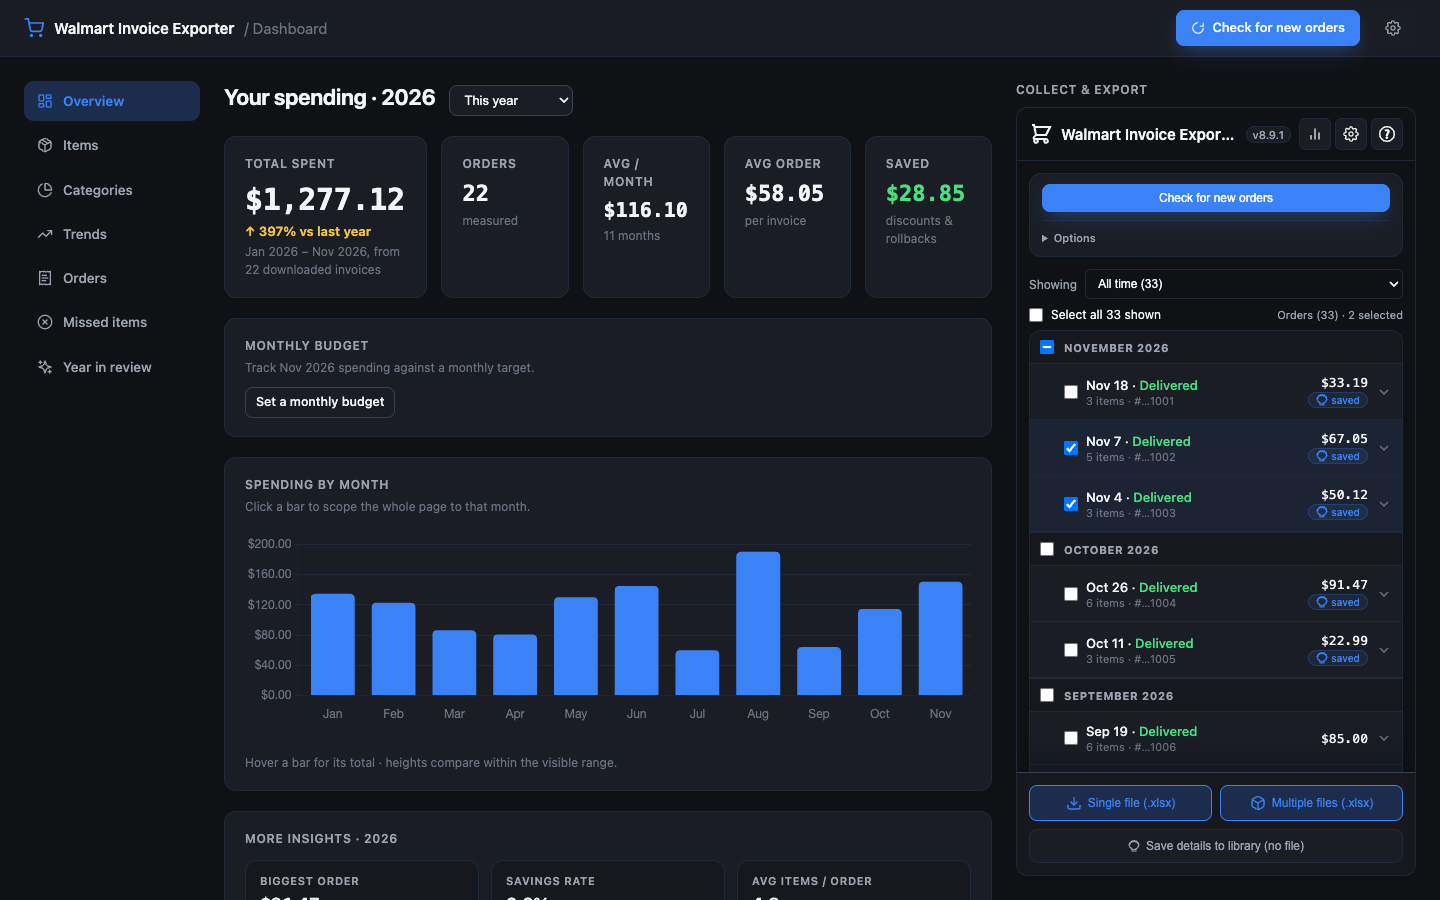 Walmart Invoice Exporter / Dashboard
Check for new orders
Overview
Items
Categories
Trends
Orders
Missed items
Year in review
Your spending · 2026
This year
TOTAL SPENT
$1,277.12
↑ 397% vs last year
Jan 2026 – Nov 2026, from
22 downloaded invoices
ORDERS
22
measured
AVG /
MONTH
$116.10
11 months
AVG ORDER
$58.05
per invoice
SAVED
$28.85
discounts &
rollbacks
MONTHLY BUDGET
Track Nov 2026 spending against a monthly target.
Set a monthly budget
SPENDING BY MONTH
Click a bar to scope the whole page to that month.
$200.00
$160.00
$120.00
$80.00
$40.00
$0.00
Jan Feb Mar Apr May Jun Jul Aug Sep Oct Nov
Hover a bar for its total · heights compare within the visible range.
MORE INSIGHTS · 2026
BIGGEST ORDER
SAVINGS RATE
AVG ITEMS / ORDER
COLLECT & EXPORT
Walmart Invoice Expor... v8.9.1
Check for new orders
Options
Showing All time (33)
Select all 33 shown Orders (33) · 2 selected
NOVEMBER 2026
Nov 18 · Delivered $33.19
3 items · #...1001 saved
Nov 7 · Delivered $67.05
5 items · #...1002 saved
Nov 4 · Delivered $50.12
3 items · #...1003 saved
OCTOBER 2026
Oct 26 · Delivered $91.47
6 items · #...1004 saved
Oct 11 · Delivered $22.99
3 items · #...1005 saved
SEPTEMBER 2026
Sep 19 · Delivered $85.00
6 items · #...1006
Single file (.xlsx)
Multiple files (.xlsx)
Save details to library (no file)